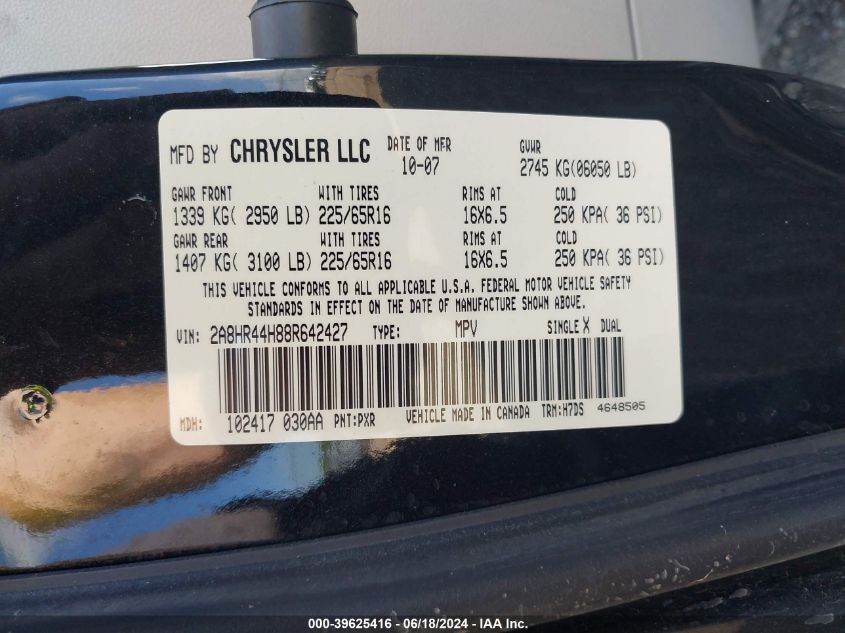 MFD BY CHRYSLER LLC DATE OF MFR 10-07 GVWR 2745 KG(06050 LB)
GAWR FRONT WITH TIRES RIMS AT COLD
1339 KG( 2950 LB) 225/65R16 16X6.5 250 KPA( 36 PSI)
GAWR REAR WITH TIRES RIMS AT COLD
1407 KG( 3100 LB) 225/65R16 16X6.5 250 KPA( 36 PSI)
THIS VEHICLE CONFORMS TO ALL APPLICABLE U.S.A. FEDERAL MOTOR VEHICLE SAFETY
STANDARDS IN EFFECT ON THE DATE OF MANUFACTURE SHOWN ABOVE.
VIN: 2A8HR44H88R642427 TYPE: MPV SINGLE X DUAL
MDH: 102417 030AA PNT:PXR VEHICLE MADE IN CANADA TRM:H7DS 4648505
000-39625416 - 06/18/2024 - IAA Inc.